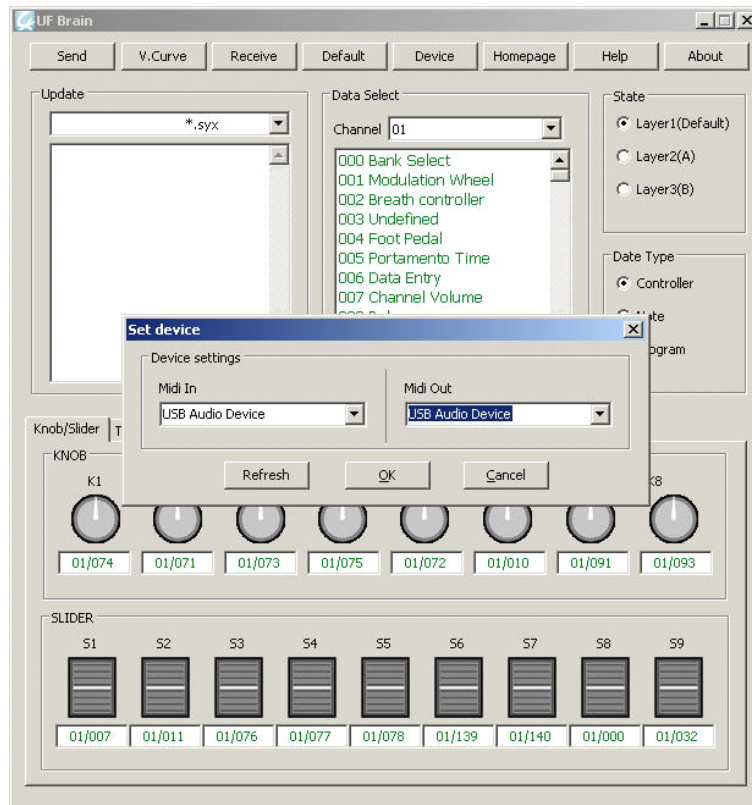 UF Brain
Send V.Curve Receive Default Device Homepage Help About
Update
*.syx
Data Select
Channel 01
000 Bank Select
001 Modulation Wheel
002 Breath controller
003 Undefined
004 Foot Pedal
005 Portamento Time
006 Data Entry
007 Channel Volume
State
Layer1(Default)
Layer2(A)
Layer3(B)
Date Type
Controller
Set device
Device settings
Midi In
USB Audio Device
Midi Out
USB Audio Device
Refresh OK Cancel
Knob/Slider T
KNOB
K1 K8
01/074 01/071 01/073 01/075 01/072 01/010 01/091 01/093
SLIDER
S1 S2 S3 S4 S5 S6 S7 S8 S9
01/007 01/011 01/076 01/077 01/078 01/139 01/140 01/000 01/032